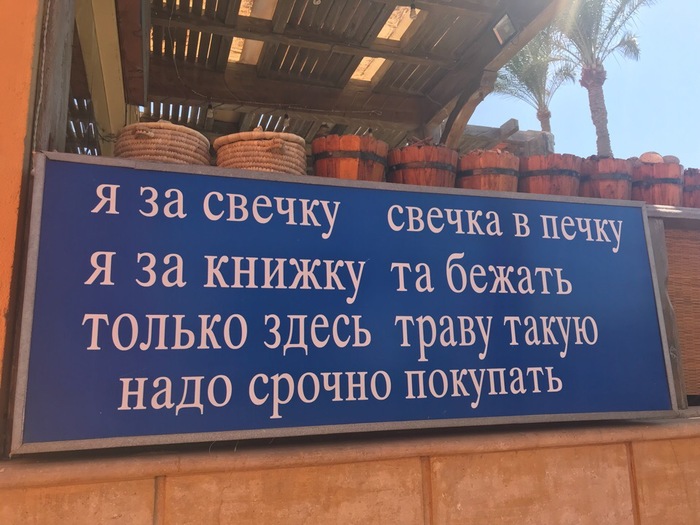 я за свечку свечка в печку
я за книжку та бежать
только здесь траву такую
надо срочно покупать